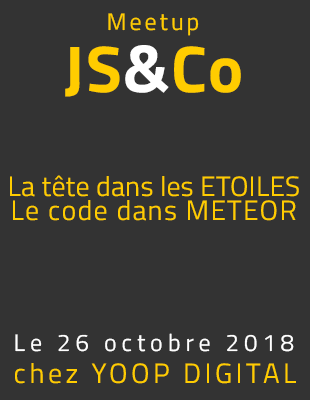 Meetup
JS&Co
La tête dans les ETOILES
Le code dans METEOR
Le 26 octobre 2018
chez YOOP DIGITAL